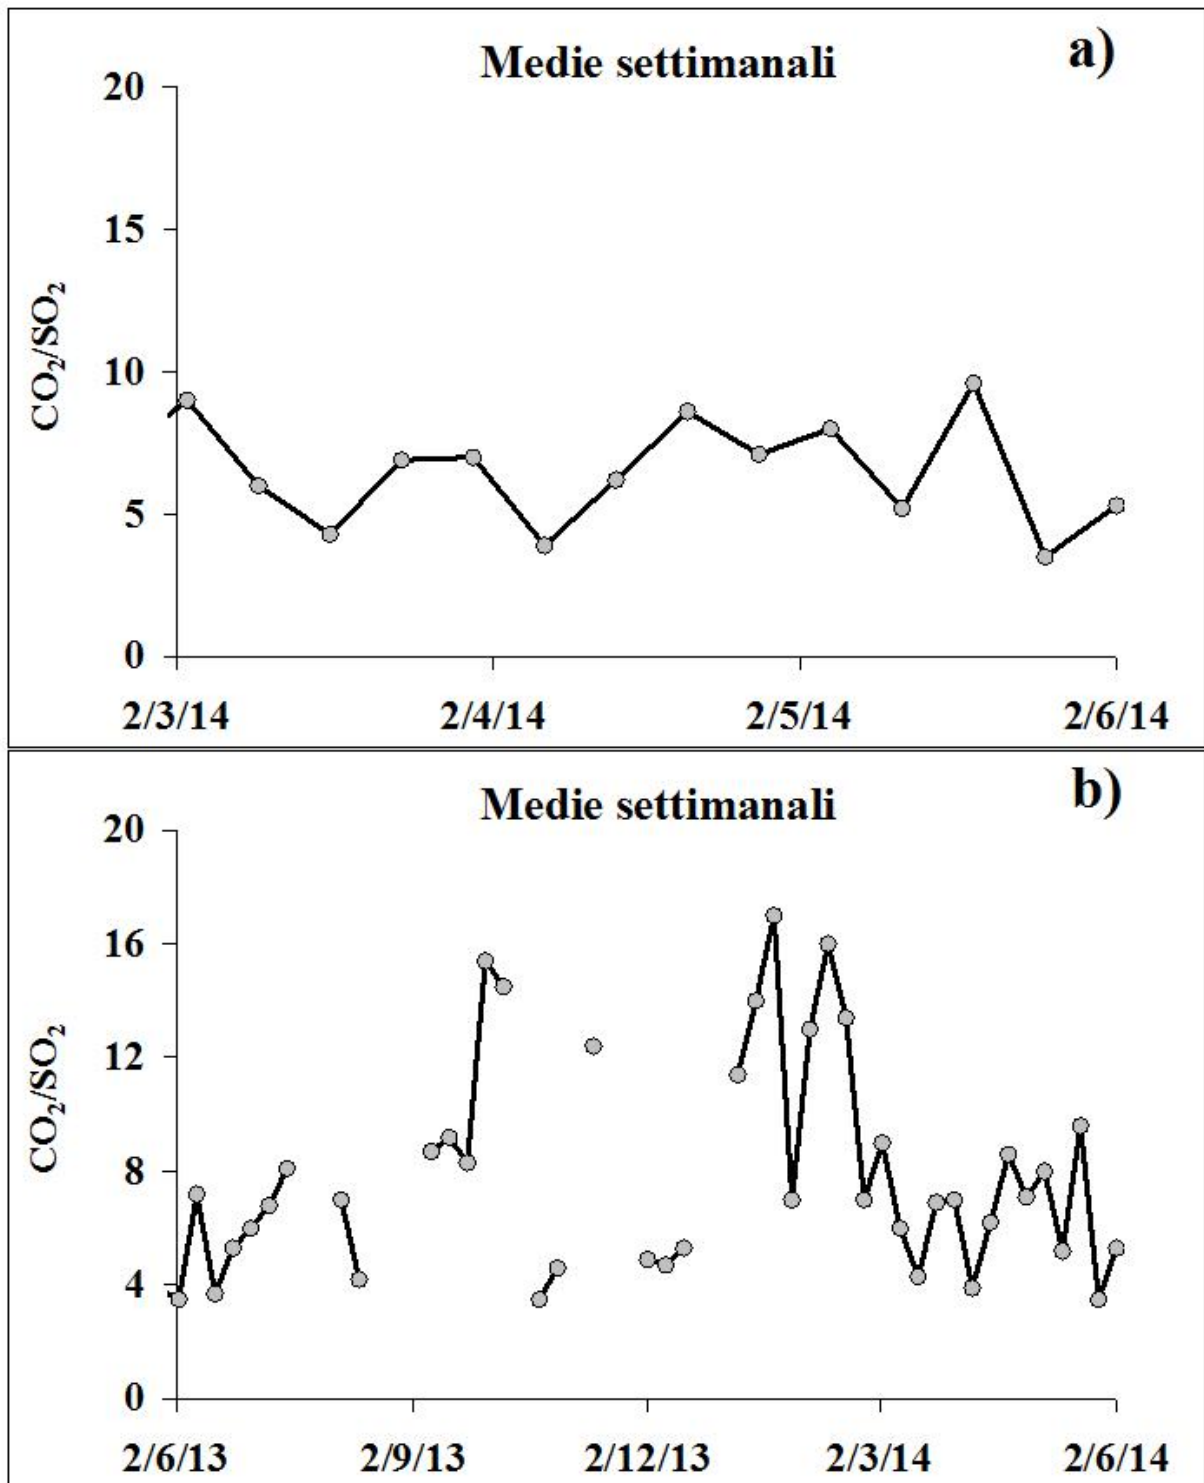 a)
Medie settimanali
20
15
10
5
0
CO₂/SO₂
2/3/14 2/4/14 2/5/14 2/6/14
b)
Medie settimanali
20
16
12
8
4
0
CO₂/SO₂
2/6/13 2/9/13 2/12/13 2/3/14 2/6/14